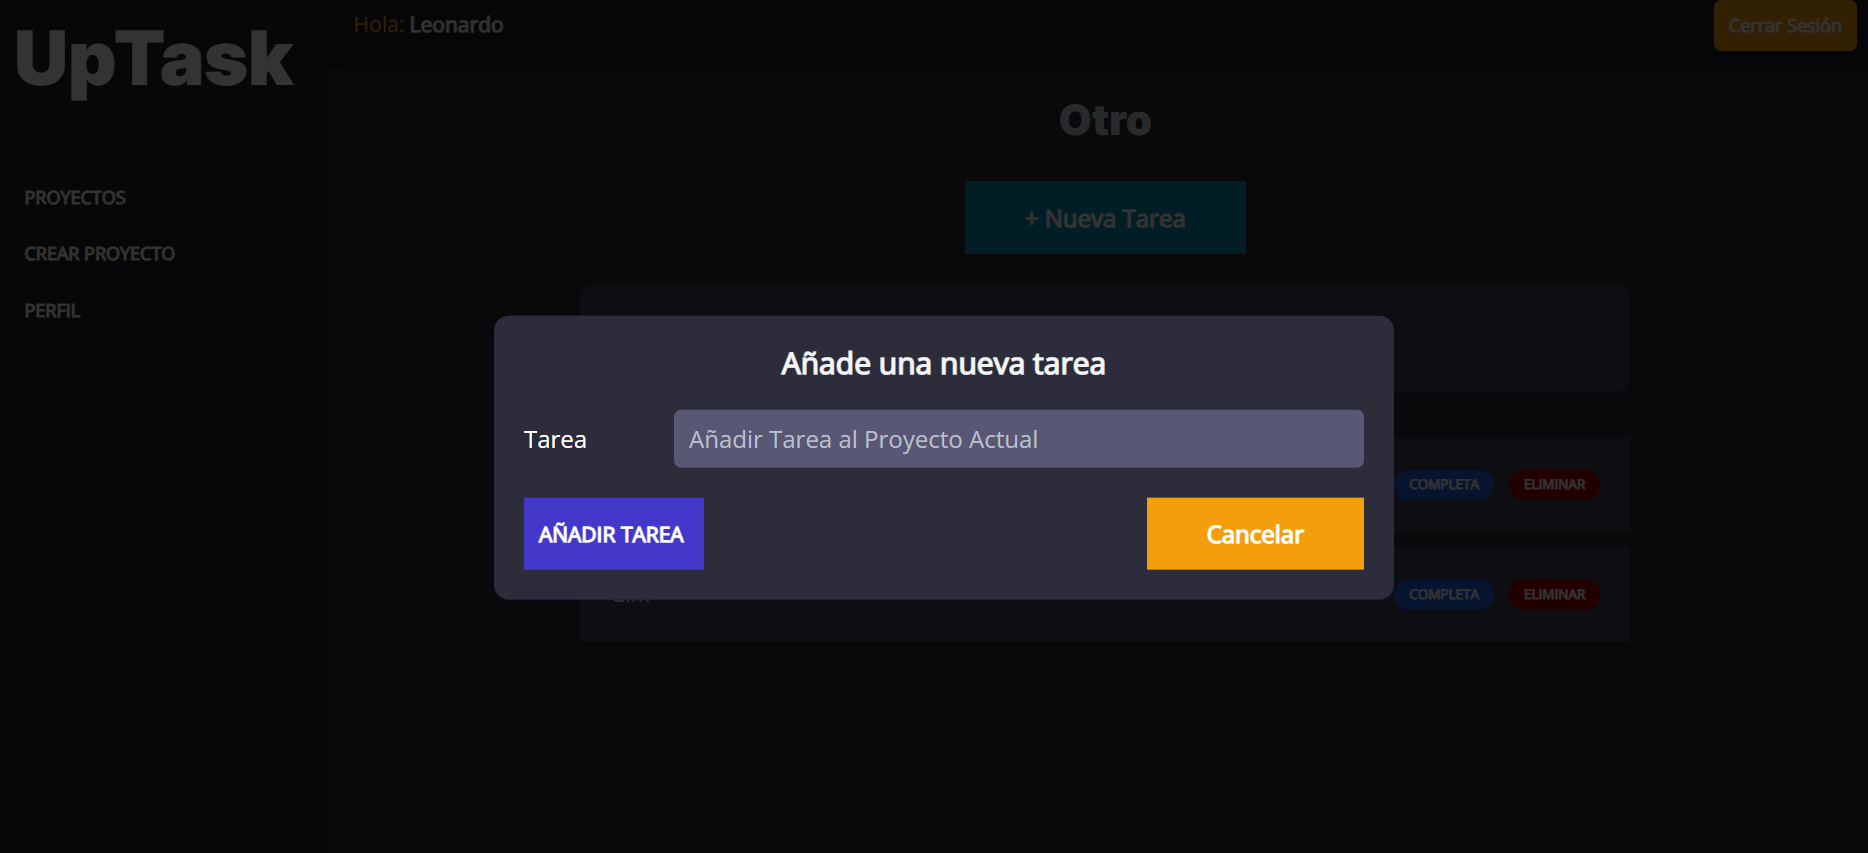 UpTask
PROYECTOS
CREAR PROYECTO
PERFIL
Hola: Leonardo
Cerrar Sesión
Otro
+ Nueva Tarea
Añade una nueva tarea
Tarea
Añadir Tarea al Proyecto Actual
AÑADIR TAREA
Cancelar
COMPLETA
ELIMINAR
COMPLETA
ELIMINAR